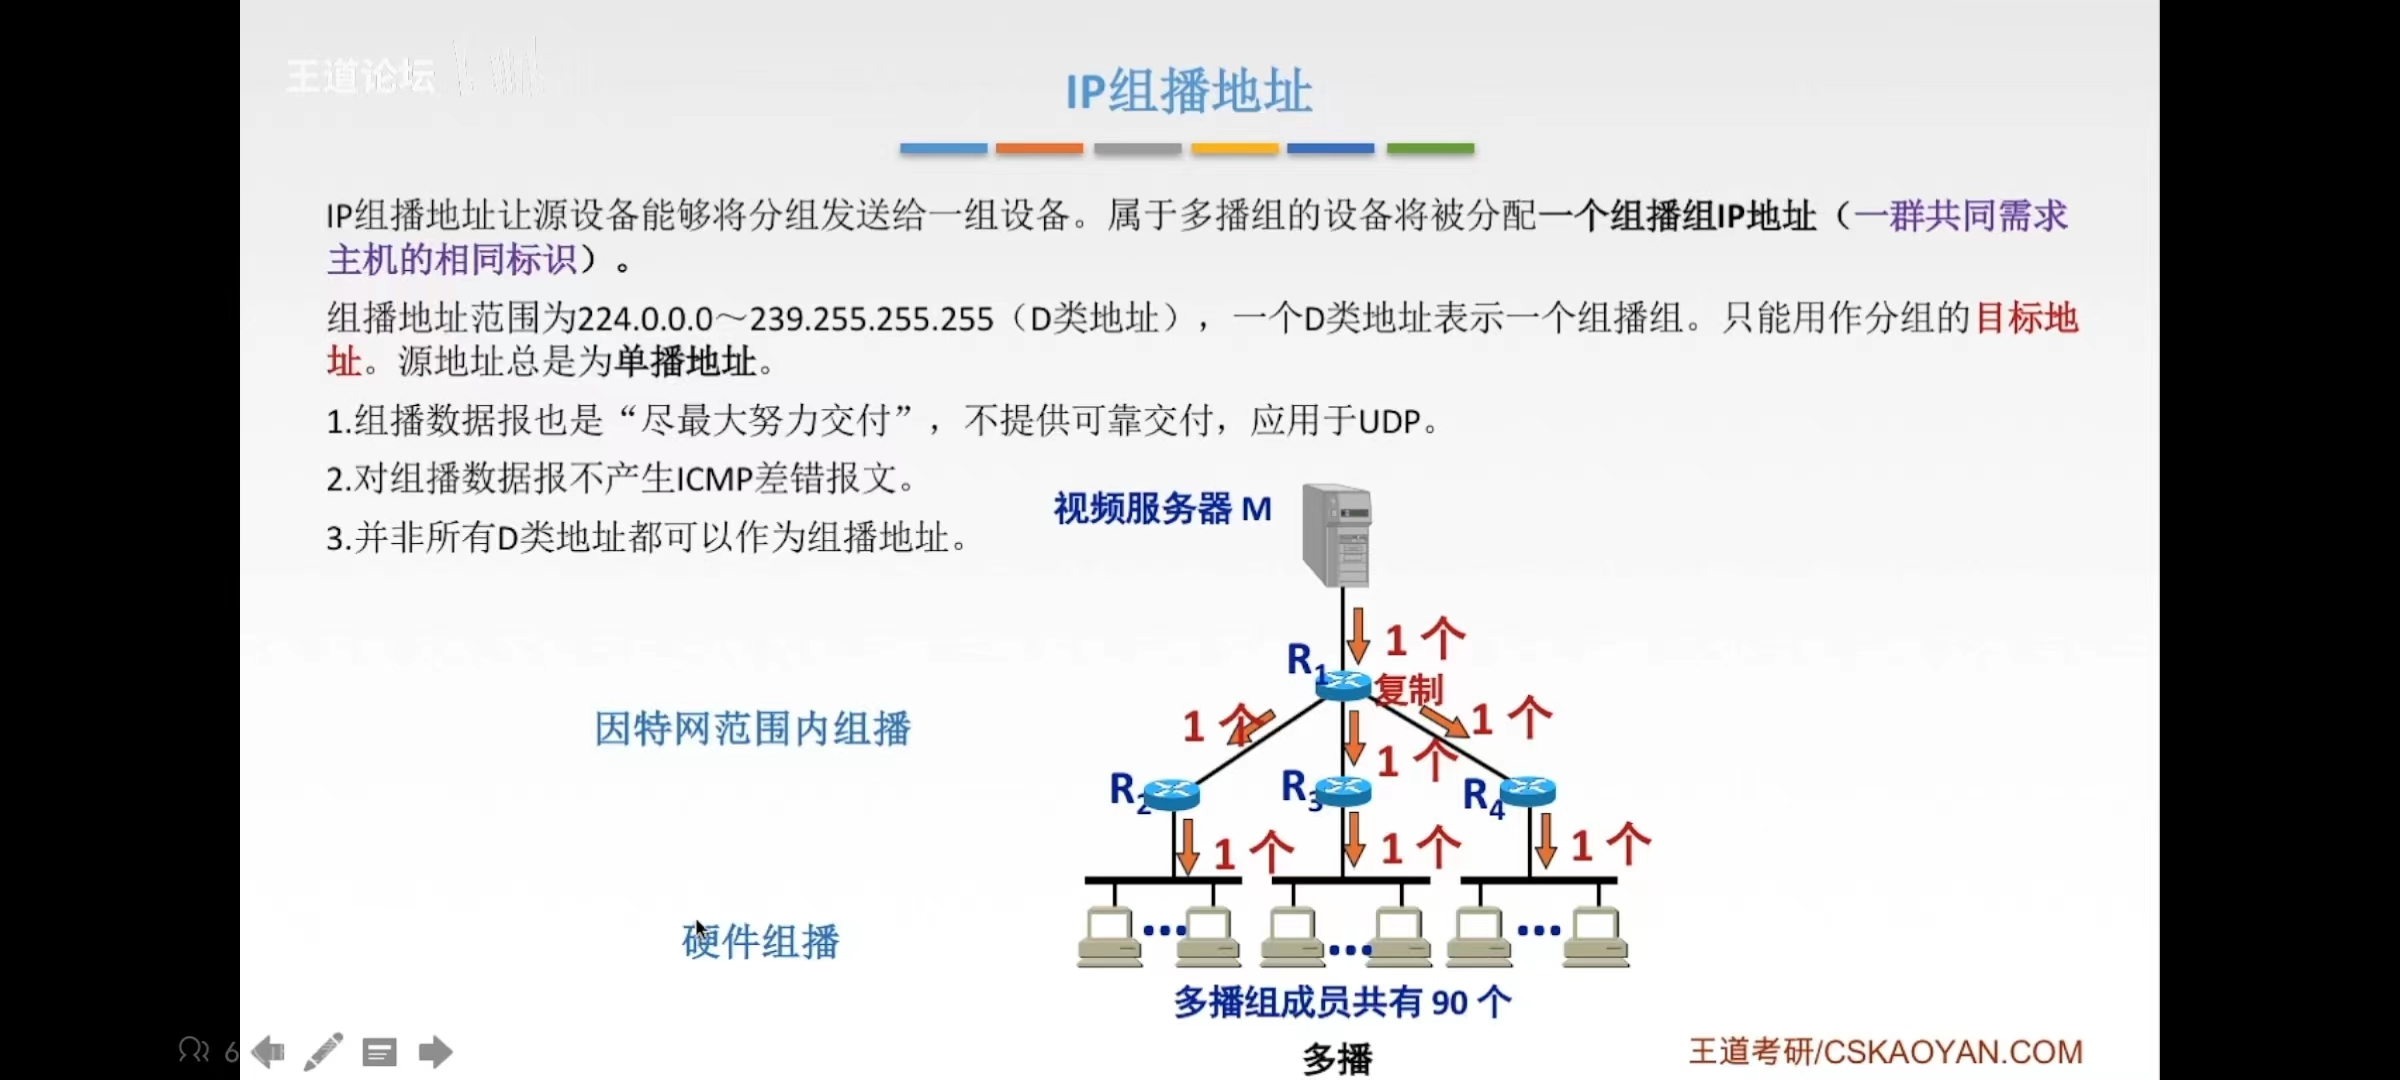 王道论坛
IP组播地址
IP组播地址让源设备能够将分组发送给一组设备。属于多播组的设备将被分配一个组播组IP地址（一群共同需求
主机的相同标识）。
组播地址范围为224.0.0.0～239.255.255.255（D类地址），一个D类地址表示一个组播组。只能用作分组的目标地
址。源地址总是为单播地址。
1.组播数据报也是“尽最大努力交付”，不提供可靠交付，应用于UDP。
2.对组播数据报不产生ICMP差错报文。
3.并非所有D类地址都可以作为组播地址。
视频服务器 M
1 个
R1
复制
1 个
1 个
因特网范围内组播
1 个
R2
R3
R4
1 个
1 个
1 个
硬件组播
多播组成员共有 90 个
多播
6
王道考研/CSKAOYAN.COM